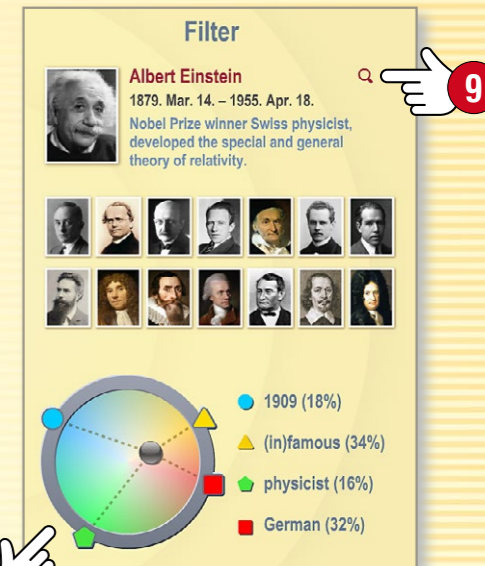 Filter
Albert Einstein
1879. Mar. 14. – 1955. Apr. 18.
Nobel Prize winner Swiss physicist,
developed the special and general
theory of relativity.
9
1909 (18%)
(in)famous (34%)
physicist (16%)
German (32%)